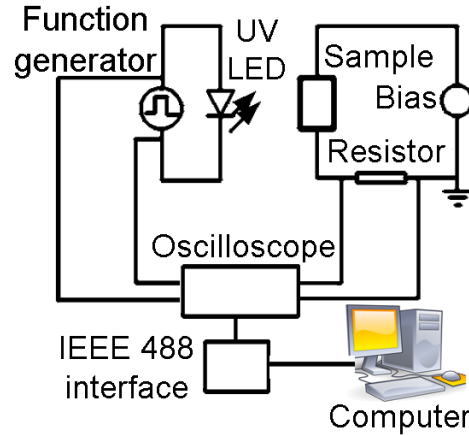 Function
generator
UV
LED
Sample
Bias
Resistor
Oscilloscope
IEEE 488
interface
Computer